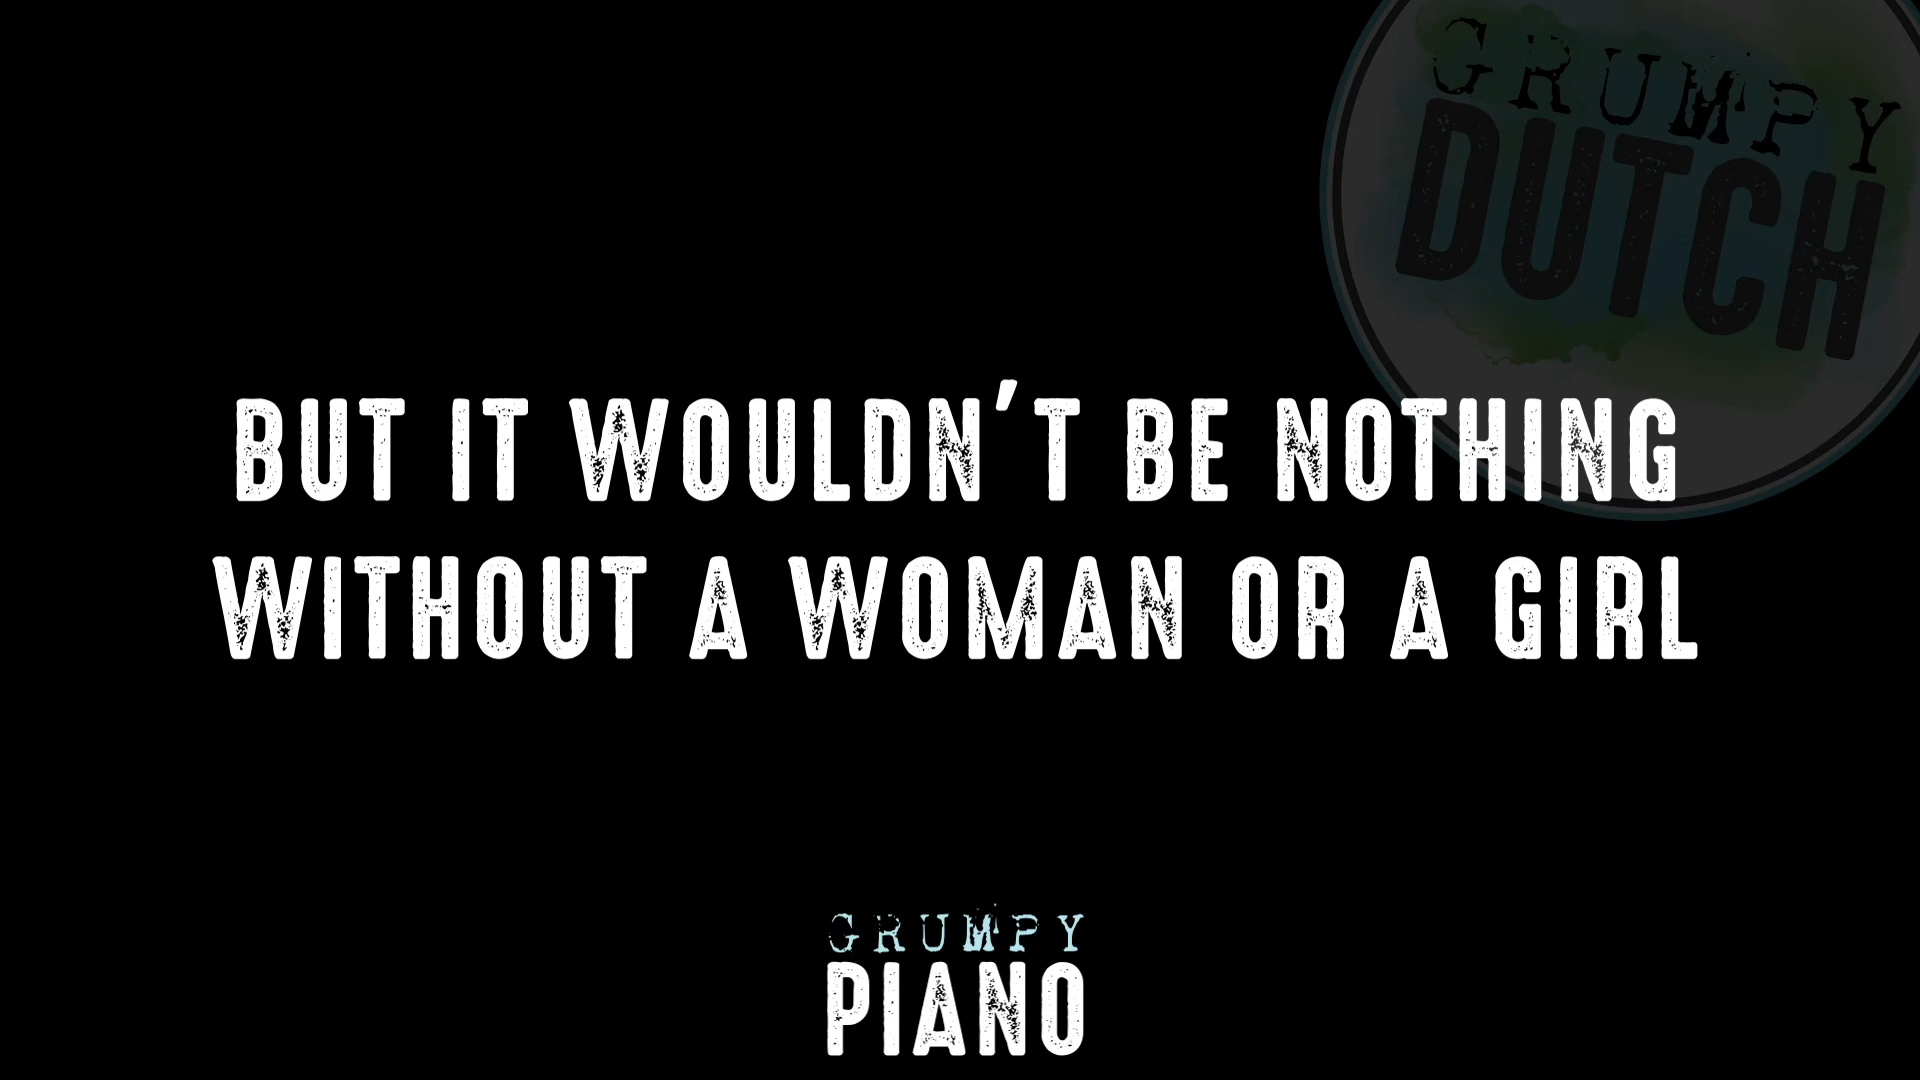 GRUMPY
DUTCH
BUT IT WOULDN'T BE NOTHING
WITHOUT A WOMAN OR A GIRL
GRUMPY
PIANO